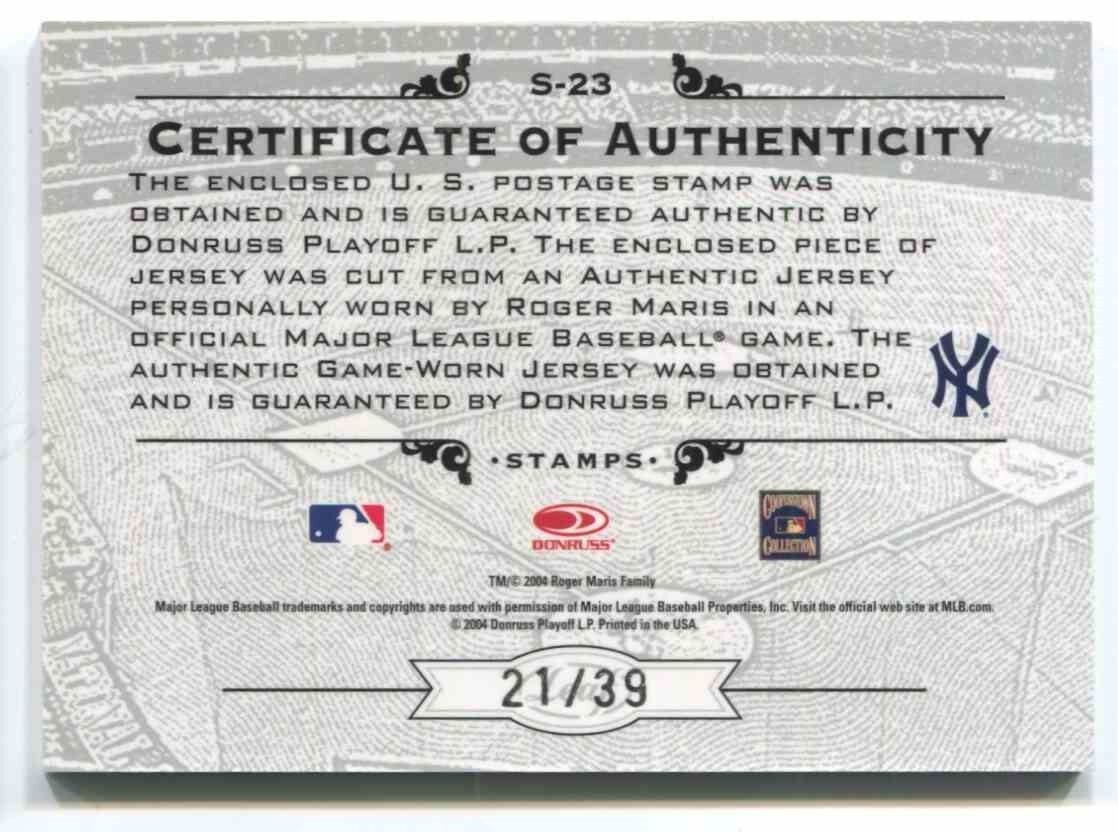 S-23
CERTIFICATE OF AUTHENTICITY
THE ENCLOSED U. S. POSTAGE STAMP WAS
OBTAINED AND IS GUARANTEED AUTHENTIC BY
DONRUSS PLAYOFF L.P. THE ENCLOSED PIECE OF
JERSEY WAS CUT FROM AN AUTHENTIC JERSEY
PERSONALLY WORN BY ROGER MARIS IN AN
OFFICIAL MAJOR LEAGUE BASEBALL® GAME. THE
AUTHENTIC GAME-WORN JERSEY WAS OBTAINED
AND IS GUARANTEED BY DONRUSS PLAYOFF L.P.
NY
·STAMPS·
DONRUSS
COOPERSTOWN
COLLECTION
TM/© 2004 Roger Maris Family
Major League Baseball trademarks and copyrights are used with permission of Major League Baseball Properties, Inc. Visit the official web site at MLB.com.
© 2004 Donruss Playoff L.P. Printed in the USA.
21/39